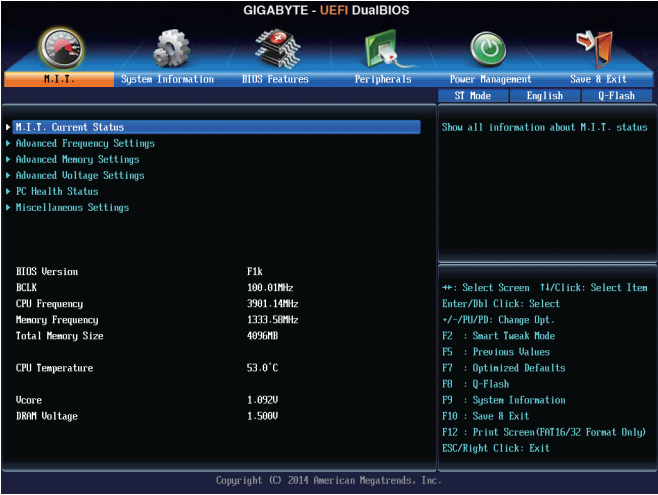 GIGABYTE - UEFI DualBIOS
M.I.T. System Information BIOS Features Peripherals Power Management Save & Exit
ST Mode English Q-Flash
M.I.T. Current Status
Advanced Frequency Settings
Advanced Memory Settings
Advanced Voltage Settings
PC Health Status
Miscellaneous Settings
BIOS Version F1k
BCLK 100.01MHz
CPU Frequency 3901.14MHz
Memory Frequency 1333.58MHz
Total Memory Size 4096MB
CPU Temperature 53.0°C
Vcore 1.092V
DRAM Voltage 1.500V
Show all information about M.I.T. status
→←: Select Screen ↑↓/Click: Select Item
Enter/Dbl Click: Select
+/-/PU/PD: Change Opt.
F2 : Smart Tweak Mode
F5 : Previous Values
F7 : Optimized Defaults
F8 : Q-Flash
F9 : System Information
F10 : Save & Exit
F12 : Print Screen(FAT16/32 Format Only)
ESC/Right Click: Exit
Copyright (C) 2014 American Megatrends, Inc.